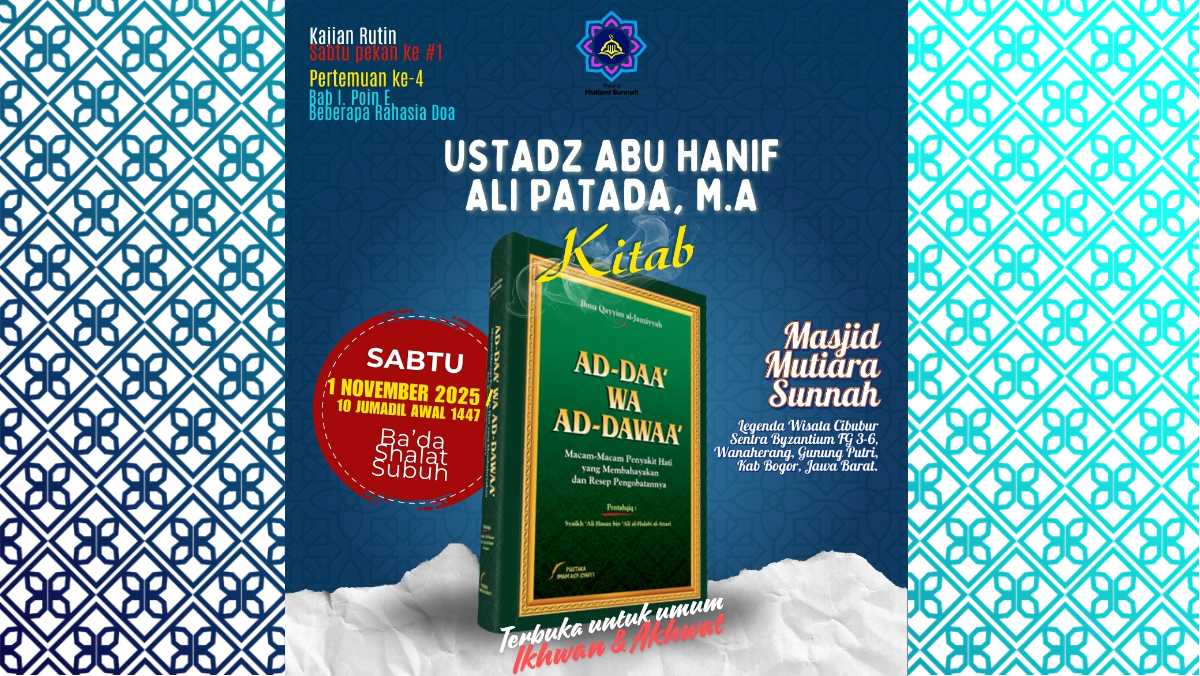 Kajian Rutin
Sabtu pekan ke #1
Pertemuan ke-4
Bab I. Poin E.
Beberapa Rahasia Doa
Mutiara Sunnah
USTADZ ABU HANIF
ALI PATADA, M.A
Kitab
Ibnu Qayyim al-Jauziyyah
AD-DAA'
WA
AD-DAWAA'
Macam-Macam Penyakit Hati
yang Membahayakan
dan Resep Pengobatannya
Pentahqiq :
Syaikh 'Ali Hasan bin 'Ali al-Halabi al-Atsari
PUSTAKA
IMAM ASY-SYAFI'I
AD-DAA' WA AD-DAWAA'
SABTU
1 NOVEMBER 2025
10 JUMADIL AWAL 1447
Ba'da
Shalat
Subuh
Masjid
Mutiara
Sunnah
Legenda Wisata Cibubur
Sentra Byzantium FG 3-6,
Wanaherang, Gunung Putri,
Kab Bogor, Jawa Barat.
Terbuka untuk umum
Ikhwan & Akhwat